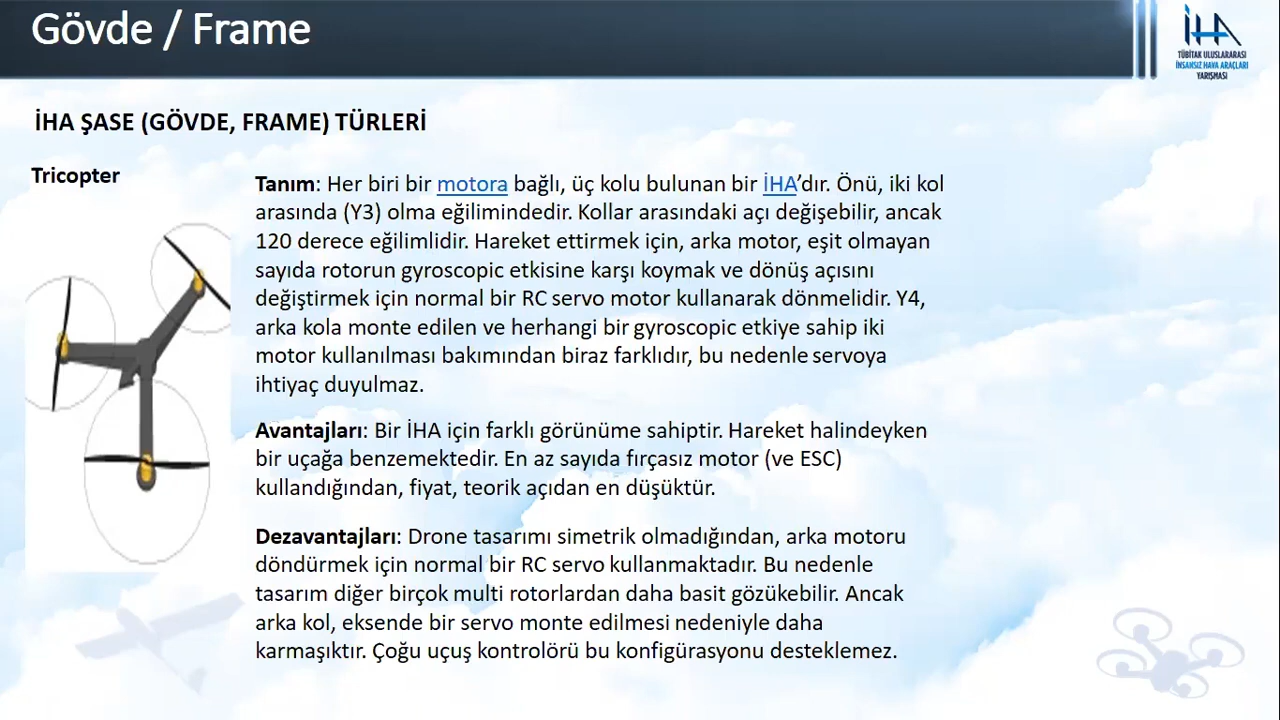 Gövde / Frame
İHA
TÜBİTAK ULUSLARARASI
İNSANSIZ HAVA ARAÇLARI
YARIŞMASI
İHA ŞASE (GÖVDE, FRAME) TÜRLERİ
Tricopter
Tanım: Her biri bir motora bağlı, üç kolu bulunan bir İHA’dır. Önü, iki kol
arasında (Y3) olma eğilimindedir. Kollar arasındaki açı değişebilir, ancak
120 derece eğilimlidir. Hareket ettirmek için, arka motor, eşit olmayan
sayıda rotorun gyroscopic etkisine karşı koymak ve dönüş açısını
değiştirmek için normal bir RC servo motor kullanarak dönmelidir. Y4,
arka kola monte edilen ve herhangi bir gyroscopic etkiye sahip iki
motor kullanılması bakımından biraz farklıdır, bu nedenle servoya
ihtiyaç duyulmaz.
Avantajları: Bir İHA için farklı görünüme sahiptir. Hareket halindeyken
bir uçağa benzemektedir. En az sayıda fırçasız motor (ve ESC)
kullandığından, fiyat, teorik açıdan en düşüktür.
Dezavantajları: Drone tasarımı simetrik olmadığından, arka motoru
döndürmek için normal bir RC servo kullanmaktadır. Bu nedenle
tasarım diğer birçok multi rotorlardan daha basit gözükebilir. Ancak
arka kol, eksende bir servo monte edilmesi nedeniyle daha
karmaşıktır. Çoğu uçuş kontrolörü bu konfigürasyonu desteklemez.